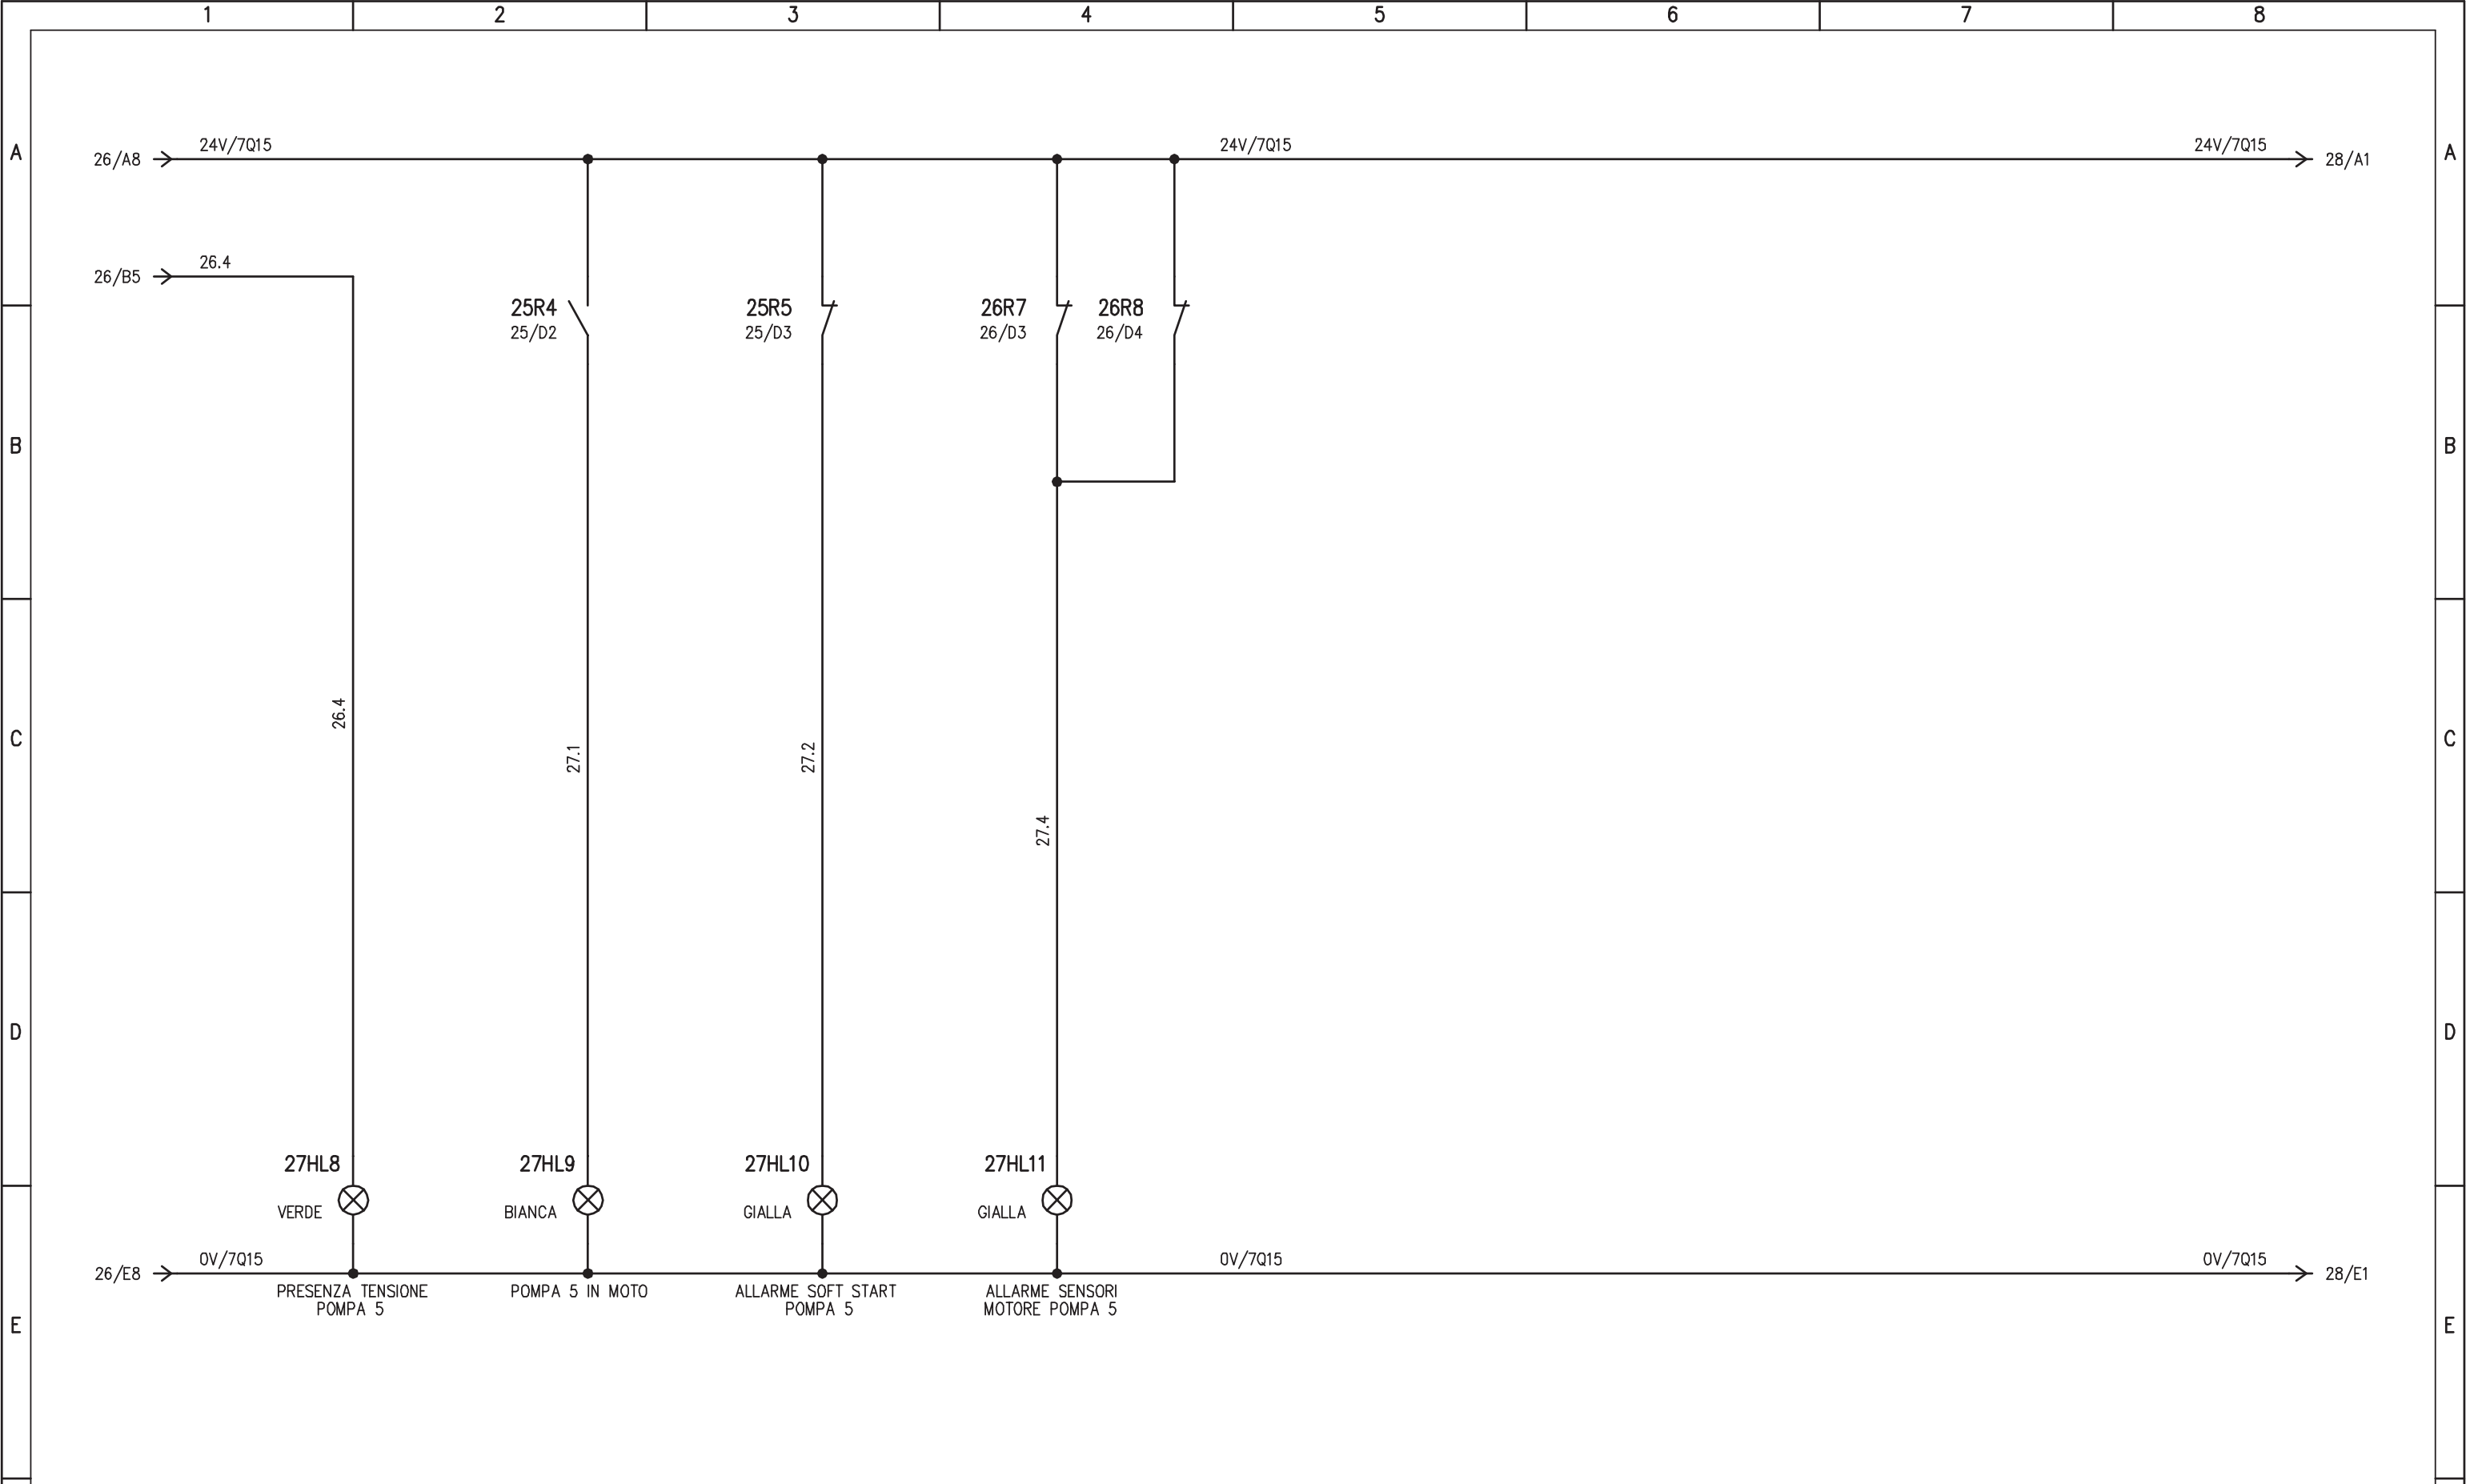 1 2 3 4 5 6 7 8
A A
26/A8 24V/7Q15 24V/7Q15 24V/7Q15 28/A1
26/B5 26.4
25R4 25R5 26R7 26R8
25/D2 25/D3 26/D3 26/D4
B B
26.4
27.1
27.2
27.4
C C
D D
27HL8 27HL9 27HL10 27HL11
VERDE BIANCA GIALLA GIALLA
26/E8 0V/7Q15 0V/7Q15 0V/7Q15 28/E1
PRESENZA TENSIONE
POMPA 5
POMPA 5 IN MOTO
ALLARME SOFT START
POMPA 5
ALLARME SENSORI
MOTORE POMPA 5
E E